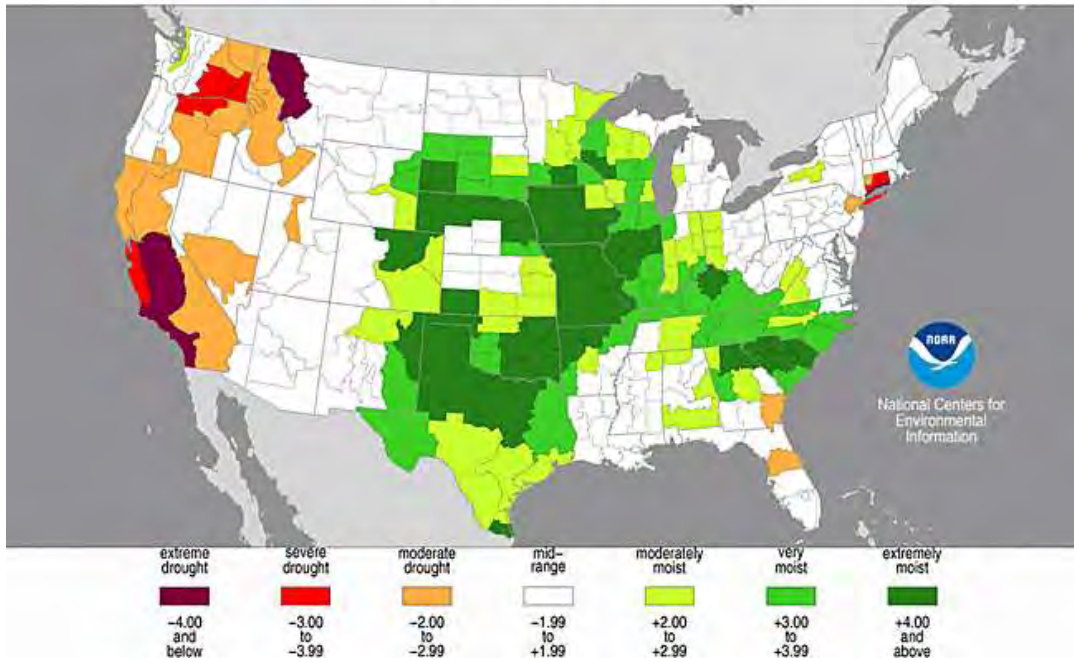 NOAA
National Centers for
Environmental
Information
extreme drought
severe drought
moderate drought
mid-range
moderately moist
very moist
extremely moist
-4.00 and below
-3.00 to -3.99
-2.00 to -2.99
-1.99 to +1.99
+2.00 to +2.99
+3.00 to +3.99
+4.00 and above